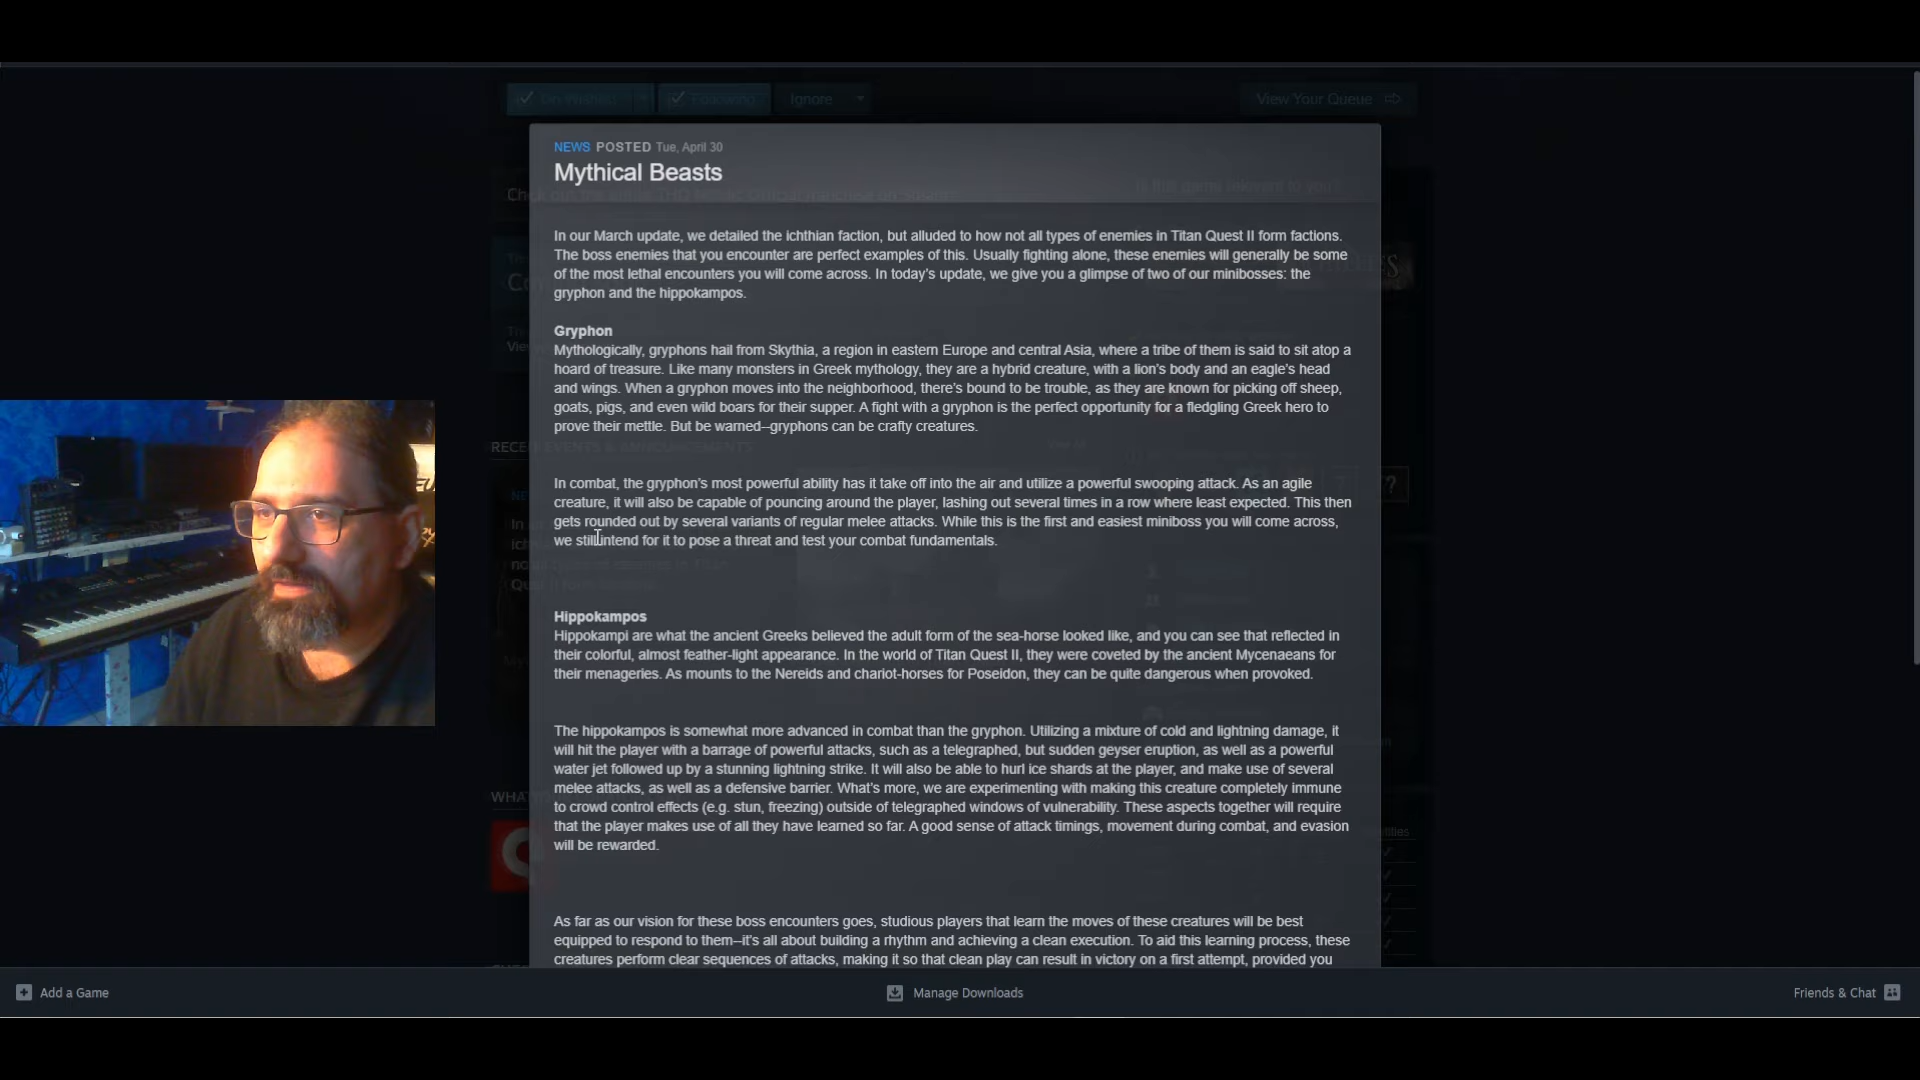 On Wishlist
Following
Ignore
View Your Queue
NEWS POSTED Tue, April 30
Mythical Beasts
In our March update, we detailed the ichthian faction, but alluded to how not all types of enemies in Titan Quest II form factions.
The boss enemies that you encounter are perfect examples of this. Usually fighting alone, these enemies will generally be some
of the most lethal encounters you will come across. In today's update, we give you a glimpse of two of our minibosses: the
gryphon and the hippokampos.
Gryphon
Mythologically, gryphons hail from Skythia, a region in eastern Europe and central Asia, where a tribe of them is said to sit atop a
hoard of treasure. Like many monsters in Greek mythology, they are a hybrid creature, with a lion's body and an eagle's head
and wings. When a gryphon moves into the neighborhood, there's bound to be trouble, as they are known for picking off sheep,
goats, pigs, and even wild boars for their supper. A fight with a gryphon is the perfect opportunity for a fledgling Greek hero to
prove their mettle. But be warned--gryphons can be crafty creatures.
In combat, the gryphon's most powerful ability has it take off into the air and utilize a powerful swooping attack. As an agile
creature, it will also be capable of pouncing around the player, lashing out several times in a row where least expected. This then
gets rounded out by several variants of regular melee attacks. While this is the first and easiest miniboss you will come across,
we still intend for it to pose a threat and test your combat fundamentals.
Hippokampos
Hippokampi are what the ancient Greeks believed the adult form of the sea-horse looked like, and you can see that reflected in
their colorful, almost feather-light appearance. In the world of Titan Quest II, they were coveted by the ancient Mycenaeans for
their menageries. As mounts to the Nereids and chariot-horses for Poseidon, they can be quite dangerous when provoked.
The hippokampos is somewhat more advanced in combat than the gryphon. Utilizing a mixture of cold and lightning damage, it
will hit the player with a barrage of powerful attacks, such as a telegraphed, but sudden geyser eruption, as well as a powerful
water jet followed up by a stunning lightning strike. It will also be able to hurl ice shards at the player, and make use of several
melee attacks, as well as a defensive barrier. What's more, we are experimenting with making this creature completely immune
to crowd control effects (e.g. stun, freezing) outside of telegraphed windows of vulnerability. These aspects together will require
that the player makes use of all they have learned so far. A good sense of attack timings, movement during combat, and evasion
will be rewarded.
As far as our vision for these boss encounters goes, studious players that learn the moves of these creatures will be best
equipped to respond to them--it's all about building a rhythm and achieving a clean execution. To aid this learning process, these
creatures perform clear sequences of attacks, making it so that clean play can result in victory on a first attempt, provided you
Add a Game
Manage Downloads
Friends & Chat